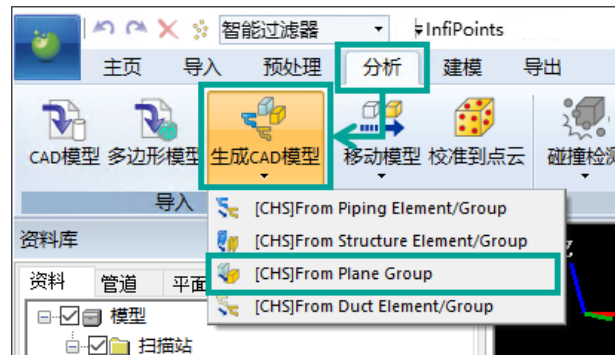 智能过滤器
InfiPoints
主页 导入 预处理 分析 建模 导出
CAD模型 多边形模型 生成CAD模型 移动模型 校准到点云 碰撞检测
导入
[CHS]From Piping Element/Group
[CHS]From Structure Element/Group
[CHS]From Plane Group
[CHS]From Duct Element/Group
资料库
资料 管道 平面
模型
扫描站